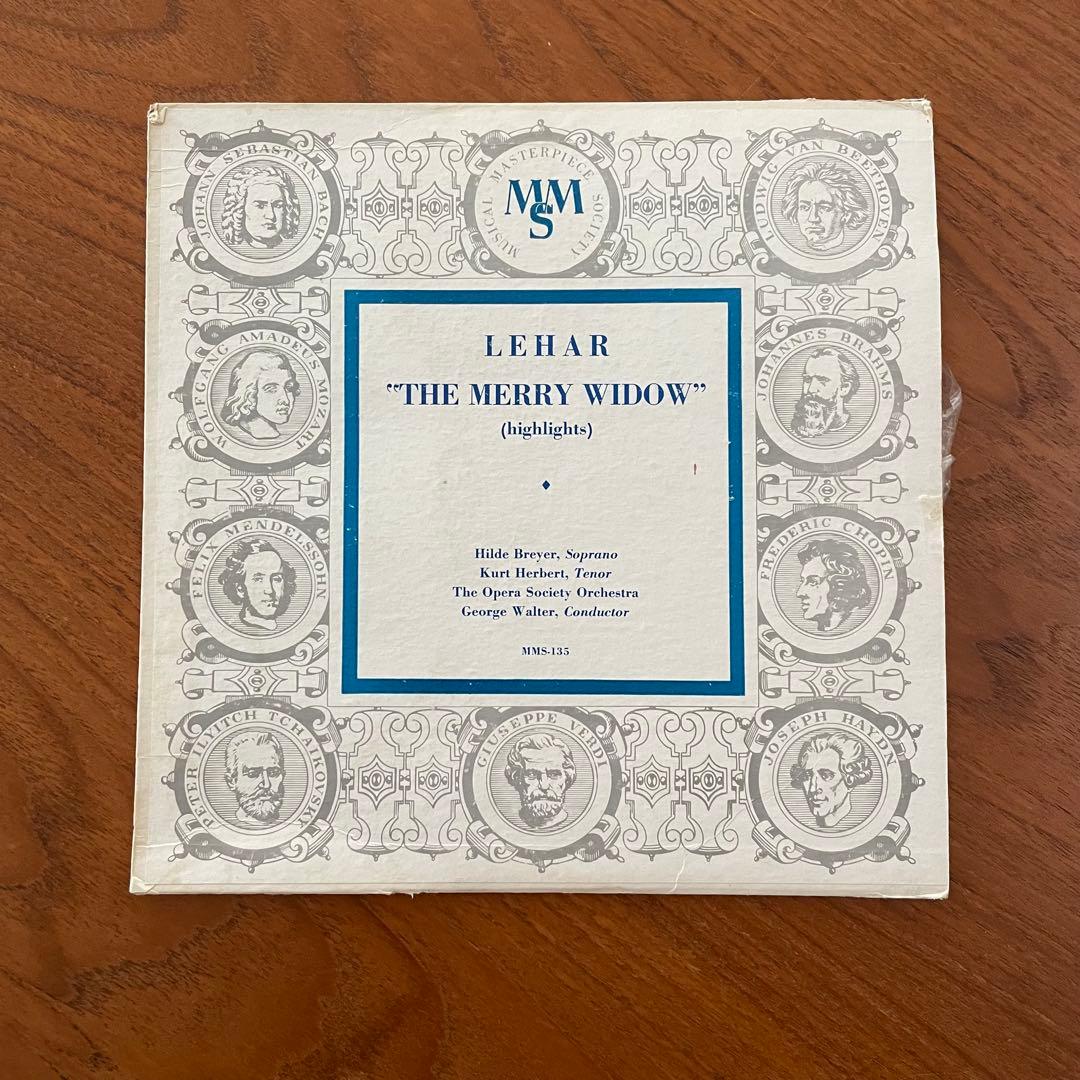 JOHANN SEBASTIAN BACH
MUSICAL MASTERPIECE SOCIETY
MMS
LUDWIG VAN BEETHOVEN
WOLFGANG AMADEUS MOZART
JOHANNES BRAHMS
LEHAR
“THE MERRY WIDOW”
(highlights)
Hilde Breyer, Soprano
Kurt Herbert, Tenor
The Opera Society Orchestra
George Walter, Conductor
MMS-135
FELIX MENDELSSOHN
FREDERIC CHOPIN
PETER ILYITCH TCHAIKOVSKY
GIUSEPPE VERDI
JOSEPH HAYDN